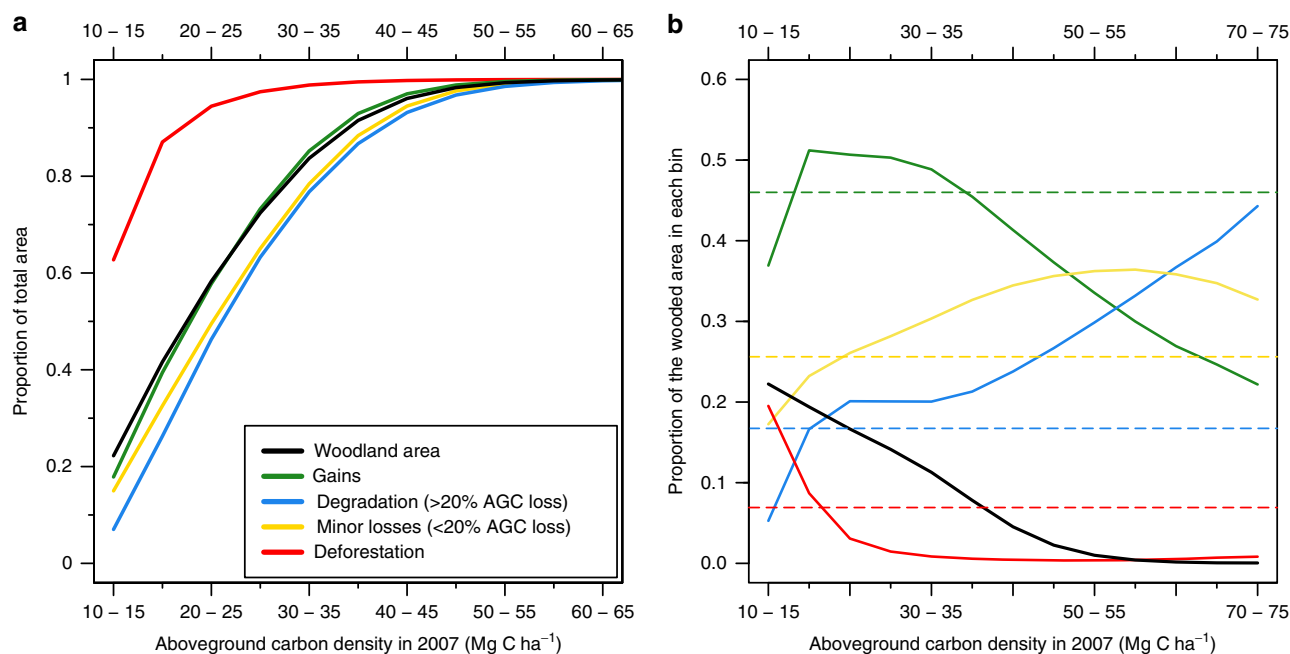 a
10 – 15 20 – 25 30 – 35 40 – 45 50 – 55 60 – 65
Proportion of total area
1
0.8
0.6
0.4
0.2
0
Woodland area
Gains
Degradation (>20% AGC loss)
Minor losses (<20% AGC loss)
Deforestation
10 – 15 20 – 25 30 – 35 40 – 45 50 – 55 60 – 65
Aboveground carbon density in 2007 (Mg C ha⁻¹)
b
10 – 15 30 – 35 50 – 55 70 – 75
Proportion of the wooded area in each bin
0.6
0.5
0.4
0.3
0.2
0.1
0.0
10 – 15 30 – 35 50 – 55 70 – 75
Aboveground carbon density in 2007 (Mg C ha⁻¹)